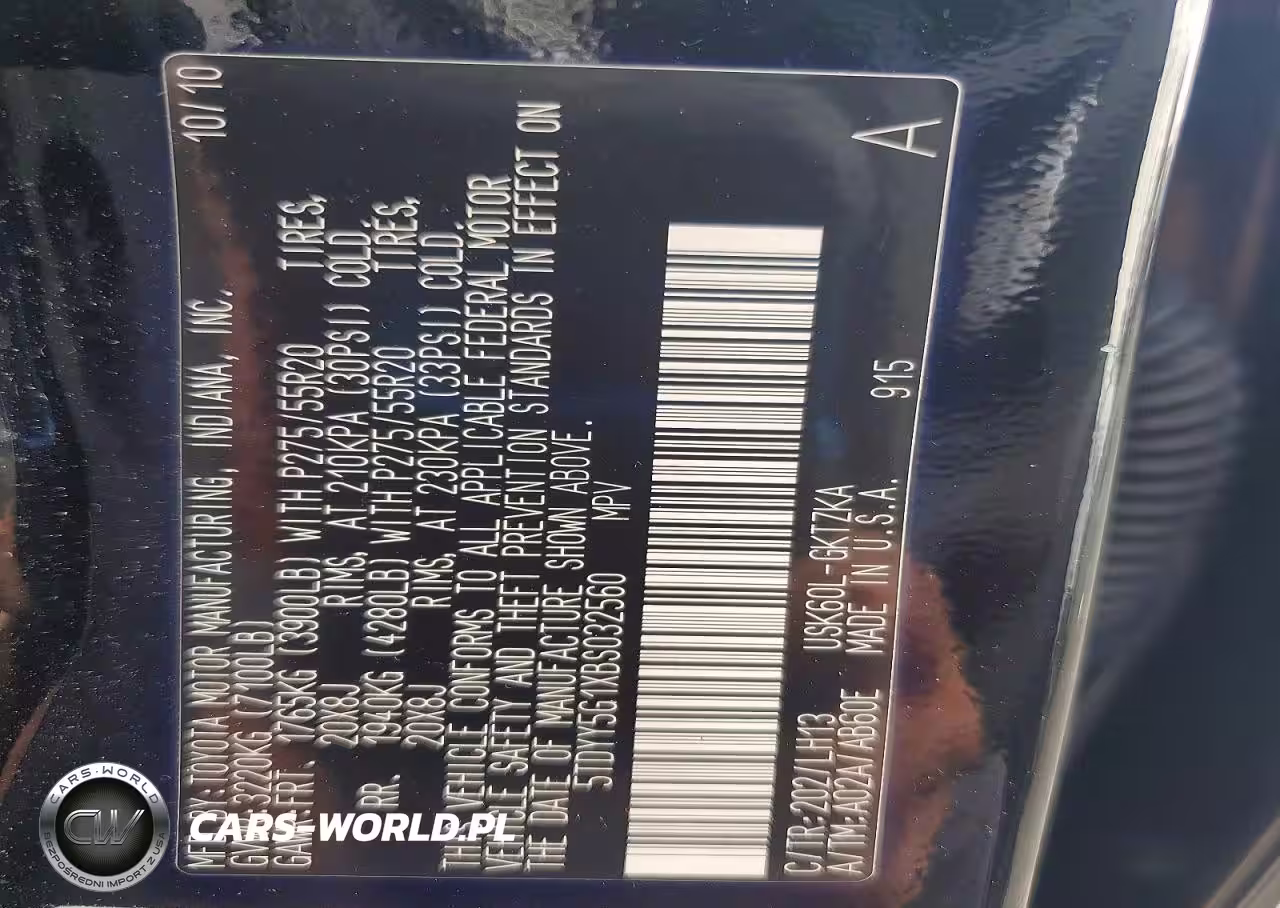 MFD BY:TOYOTA MOTOR MANUFACTURING, INDIANA, INC. 10/10
GVWR:3220KG (7100LB)
GAWR:FRT. 1765KG (3900LB) WITH P275/55R20 TIRES,
20X8J RIMS, AT 210KPA (30PSI) COLD.
RR. 1940KG (4280LB) WITH P275/55R20 TIRES,
20X8J RIMS, AT 230KPA (33PSI) COLD.
THIS VEHICLE CONFORMS TO ALL APPLICABLE FEDERAL MOTOR
VEHICLE SAFETY AND THEFT PREVENTION STANDARDS IN EFFECT ON
THE DATE OF MANUFACTURE SHOWN ABOVE.
5TDYY5G1XBS032560 MPV
C/TR:202/LH13 USK60L-GKTZKA
A/TM:A02A/AB60E MADE IN U.S.A. 915
A
CARS-WORLD
CW
BEZPOŚREDNI IMPORT Z USA
CARS-WORLD.PL